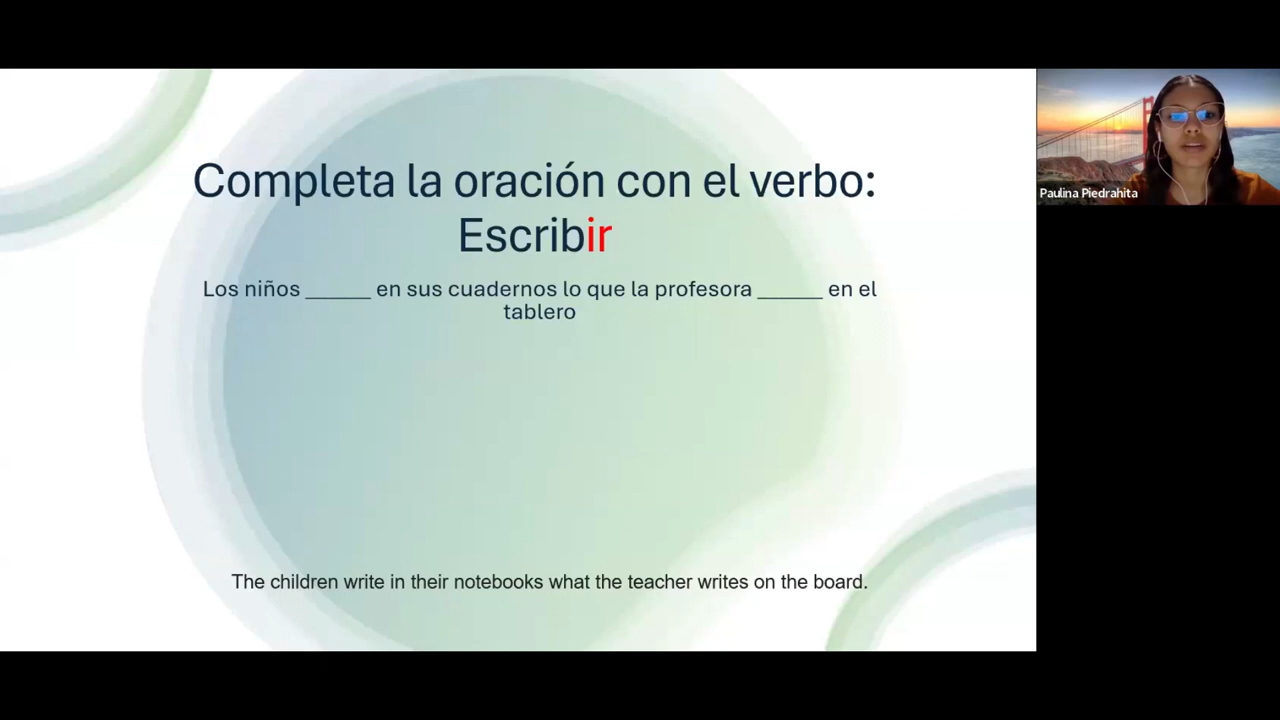 Completa la oración con el verbo:
Escribir
Los niños ______ en sus cuadernos lo que la profesora ______ en el
tablero
The children write in their notebooks what the teacher writes on the board.
Paulina Piedrahita